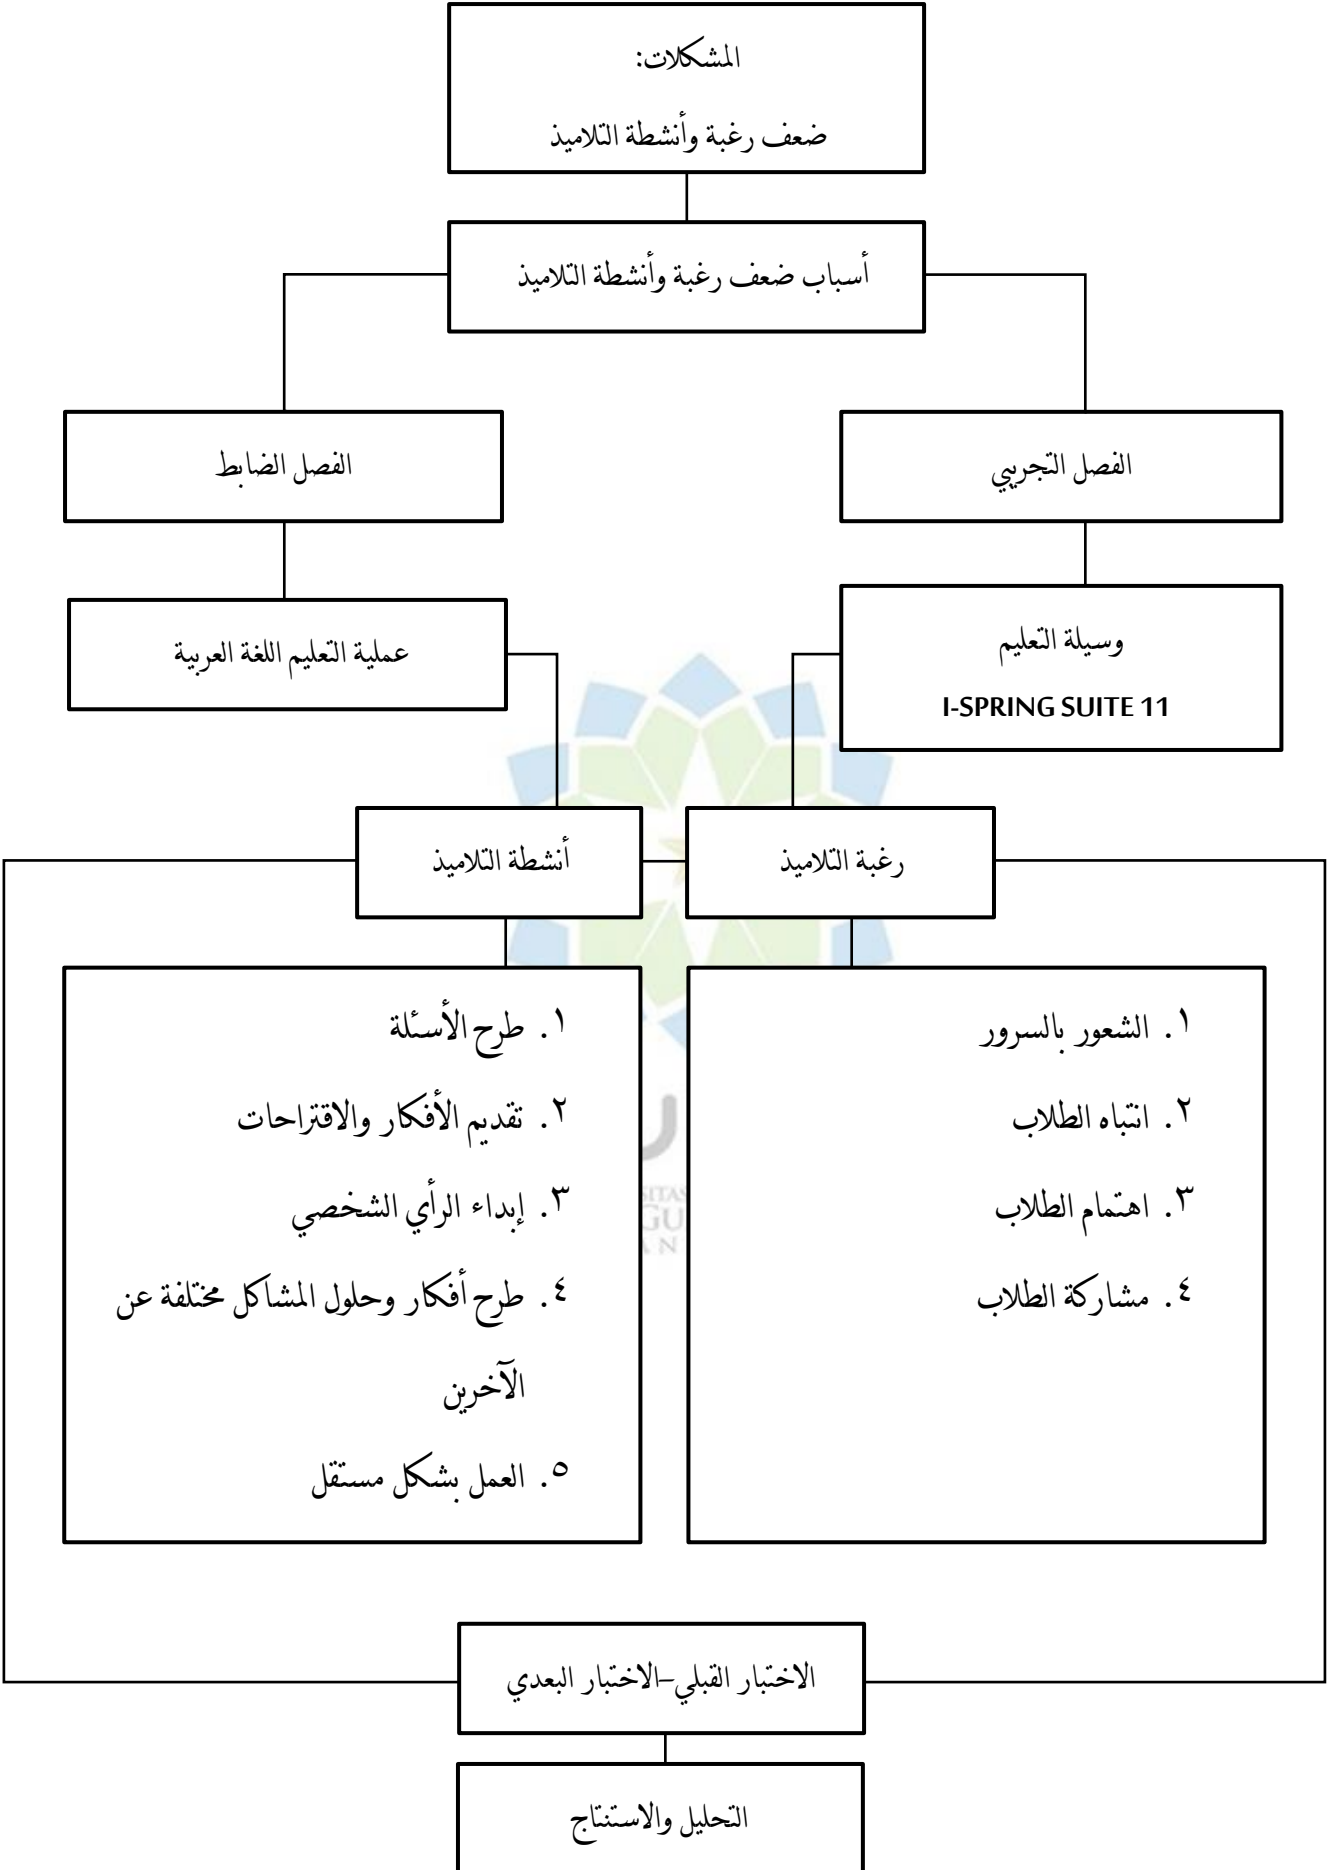 المشكلات:
ضعف رغبة وأنشطة التلاميذ
أسباب ضعف رغبة وأنشطة التلاميذ
الفصل التجريبي
الفصل الضابط
وسيلة التعليم
I-SPRING SUITE 11
عملية التعليم اللغة العربية
رغبة التلاميذ
أنشطة التلاميذ
١. الشعور بالسرور
٢. انتباه الطلاب
٣. اهتمام الطلاب
٤. مشاركة الطلاب
١. طرح الأسئلة
٢. تقديم الأفكار والاقتراحات
٣. إبداء الرأي الشخصي
٤. طرح أفكار وحلول المشاكل مختلفة عن
الآخرين
٥. العمل بشكل مستقل
الاختبار القبلي–الاختبار البعدي
التحليل والاستنتاج